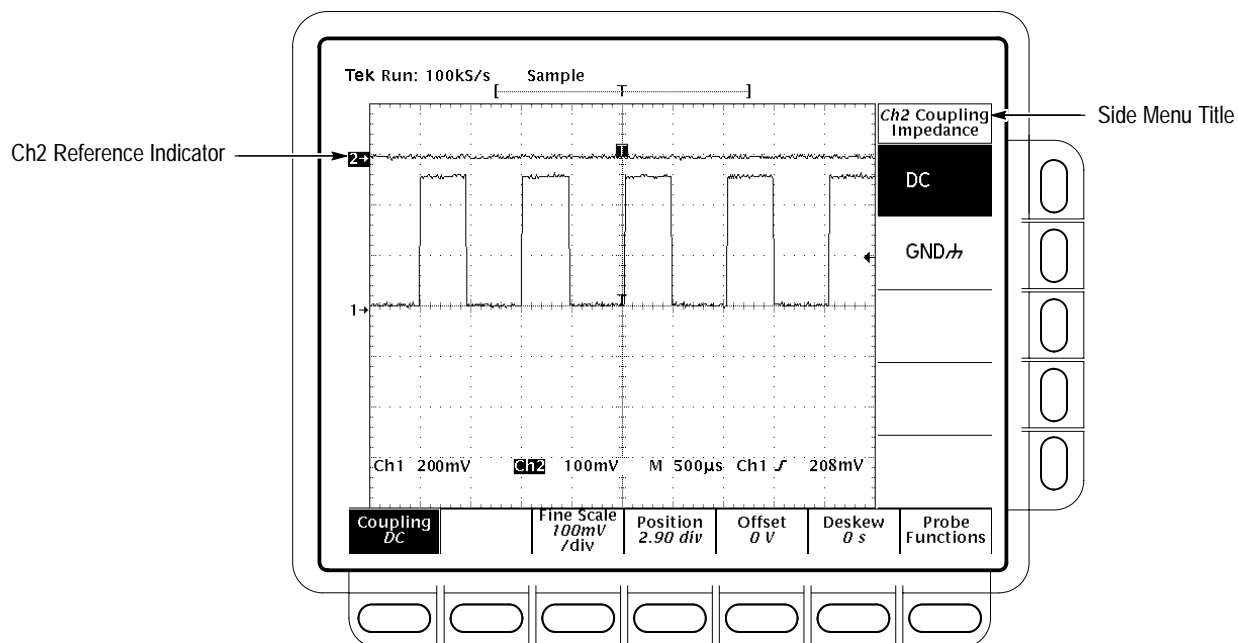 Tek Run: 100kS/s Sample
[ T ]
Ch2 Coupling
Impedance
Side Menu Title
Ch2 Reference Indicator
2→
T
DC
GND
1→
T
Ch1 200mV Ch2 100mV M 500µs Ch1 208mV
Coupling
DC
Fine Scale
100mV
/div
Position
2.90 div
Offset
0 V
Deskew
0 s
Probe
Functions